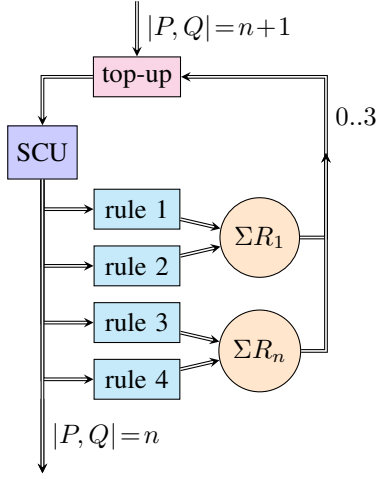 |P, Q| = n+1
top-up
0..3
SCU
rule 1
ΣR₁
rule 2
rule 3
ΣRₙ
rule 4
|P, Q| = n